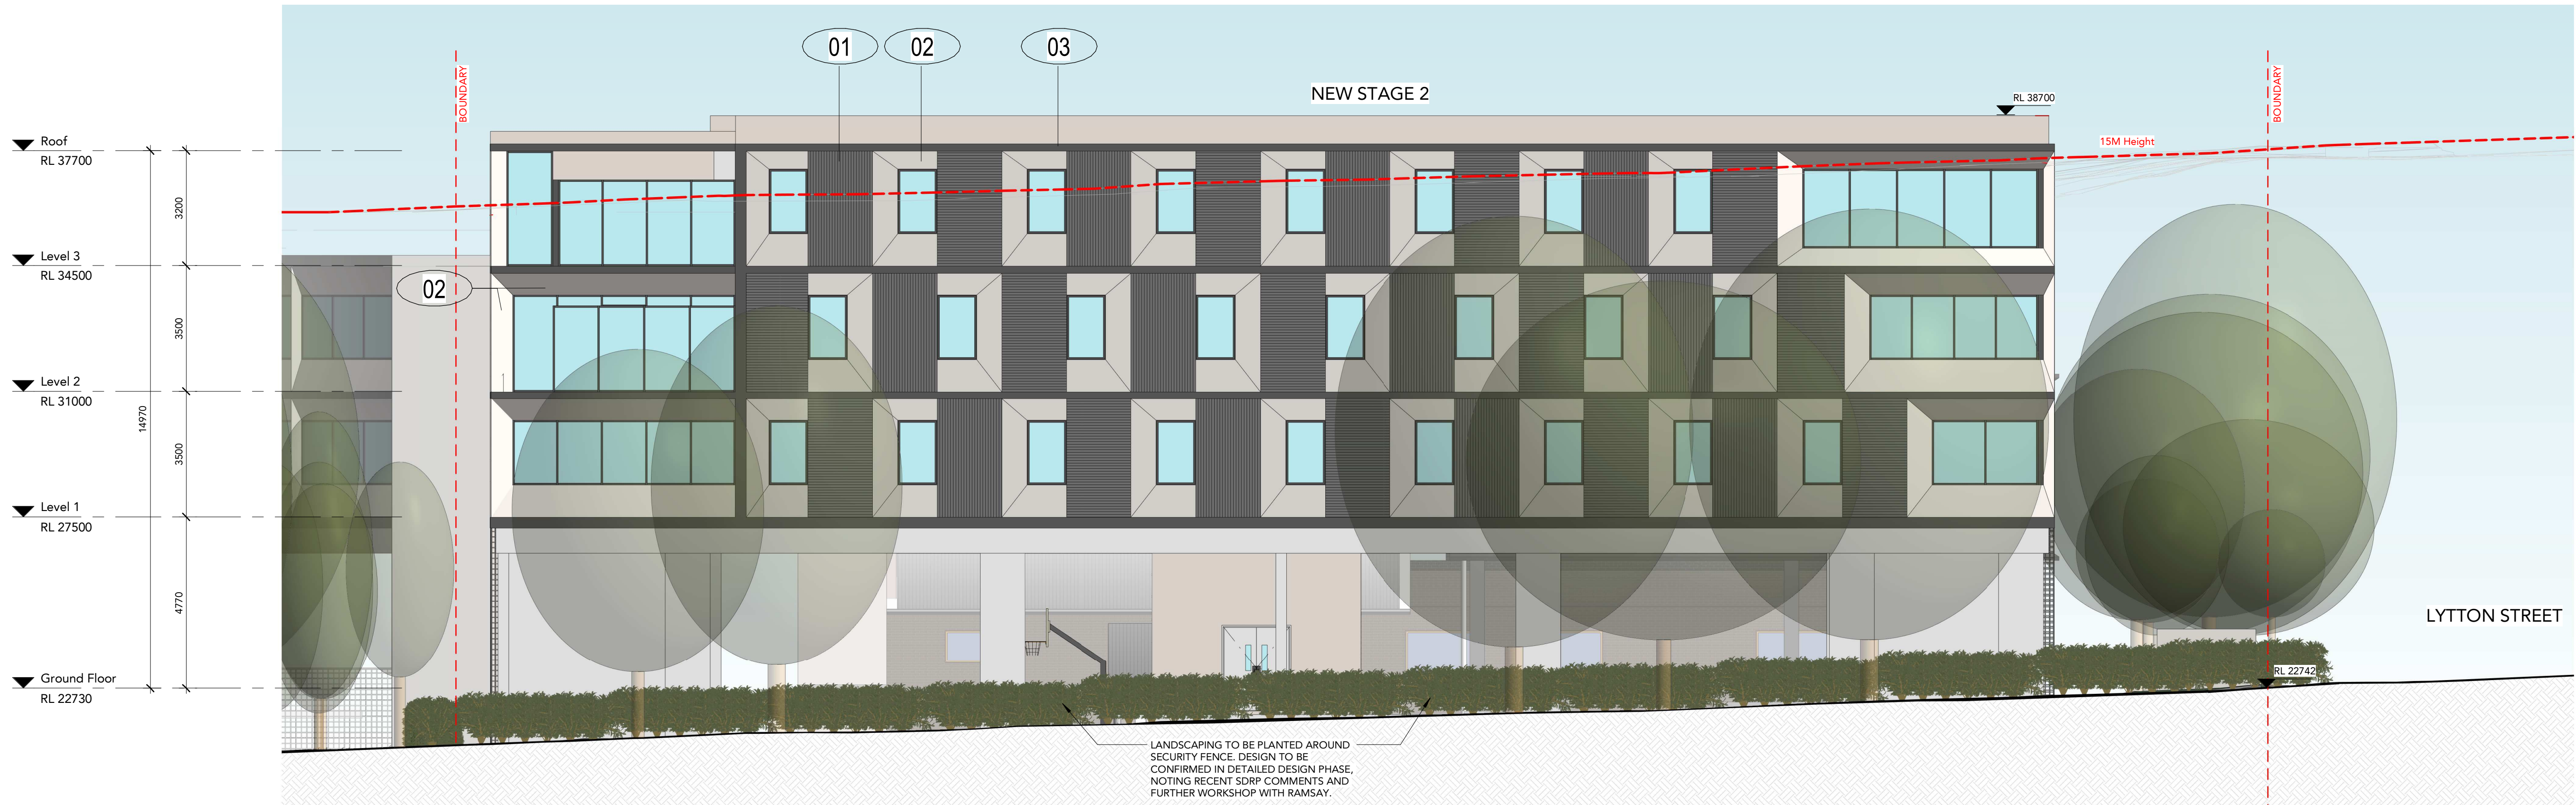 01
02
03
BOUNDARY
NEW STAGE 2
RL 38700
BOUNDARY
15M Height
Roof
RL 37700
3200
Level 3
RL 34500
02
3500
Level 2
RL 31000
14970
3500
Level 1
RL 27500
4770
LYTTON STREET
Ground Floor
RL 22730
RL 22742
LANDSCAPING TO BE PLANTED AROUND
SECURITY FENCE. DESIGN TO BE
CONFIRMED IN DETAILED DESIGN PHASE,
NOTING RECENT SDRP COMMENTS AND
FURTHER WORKSHOP WITH RAMSAY.